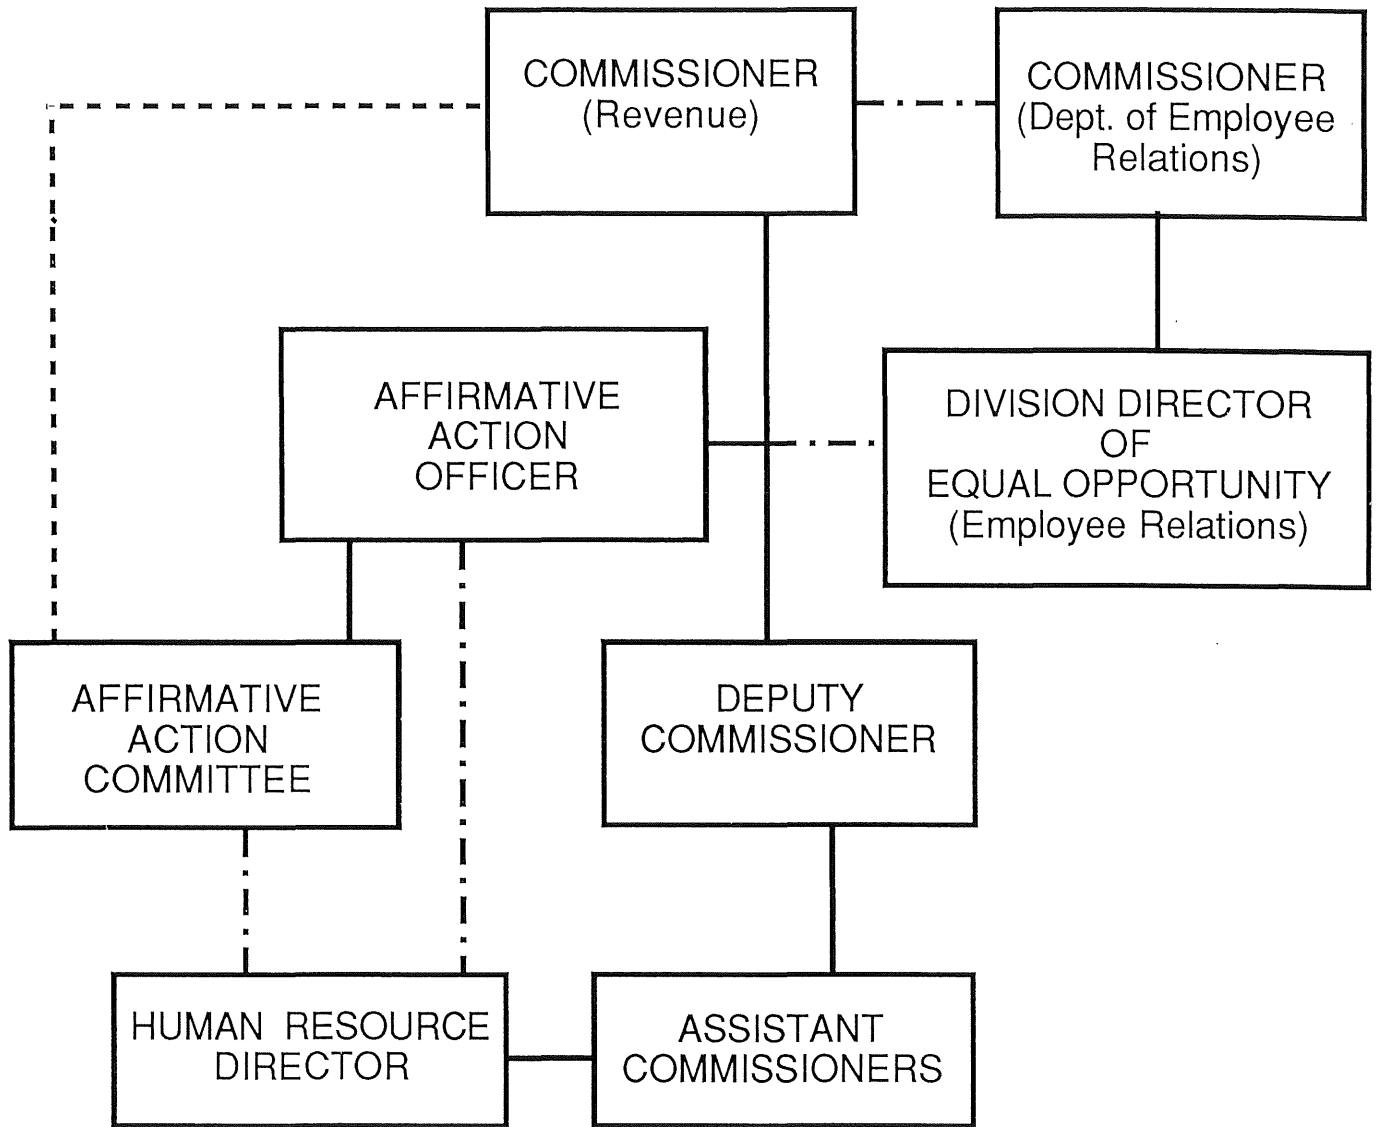 COMMISSIONER
(Revenue)
COMMISSIONER
(Dept. of Employee
Relations)
AFFIRMATIVE
ACTION
OFFICER
DIVISION DIRECTOR
OF
EQUAL OPPORTUNITY
(Employee Relations)
AFFIRMATIVE
ACTION
COMMITTEE
DEPUTY
COMMISSIONER
HUMAN RESOURCE
DIRECTOR
ASSISTANT
COMMISSIONERS